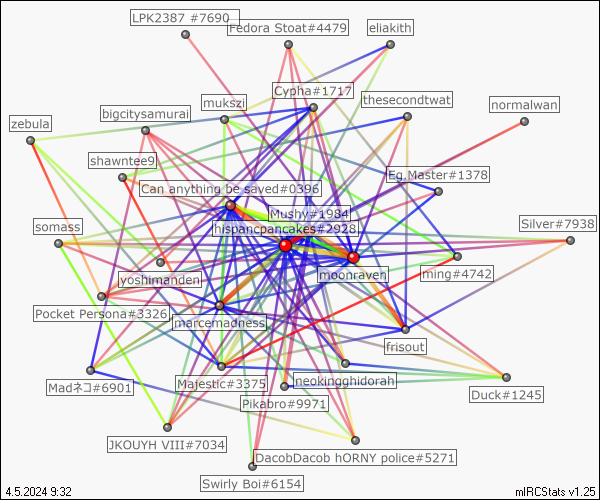 LPK2387 #7690
Fedora Stoat#4479
eliakith
Cypha#1717
mukszi
thesecondtwat
normalwan
bigcitysamurai
zebula
shawntee9
Eg_Master#1378
Can anything be saved#0396
Mushy#1984
Silver#7938
somass
hispancpancakes#2928
yoshimanden
moonraven
ming#4742
Pocket Persona#3326
marcemadness
frisout
Madネコ#6901
Majestic#3375
neokingghidorah
Duck#1245
Pikabro#9971
JKOUYH VIII#7034
DacobDacob hORNY police#5271
Swirly Boi#6154
4.5.2024 9:32
mIRCStats v1.25